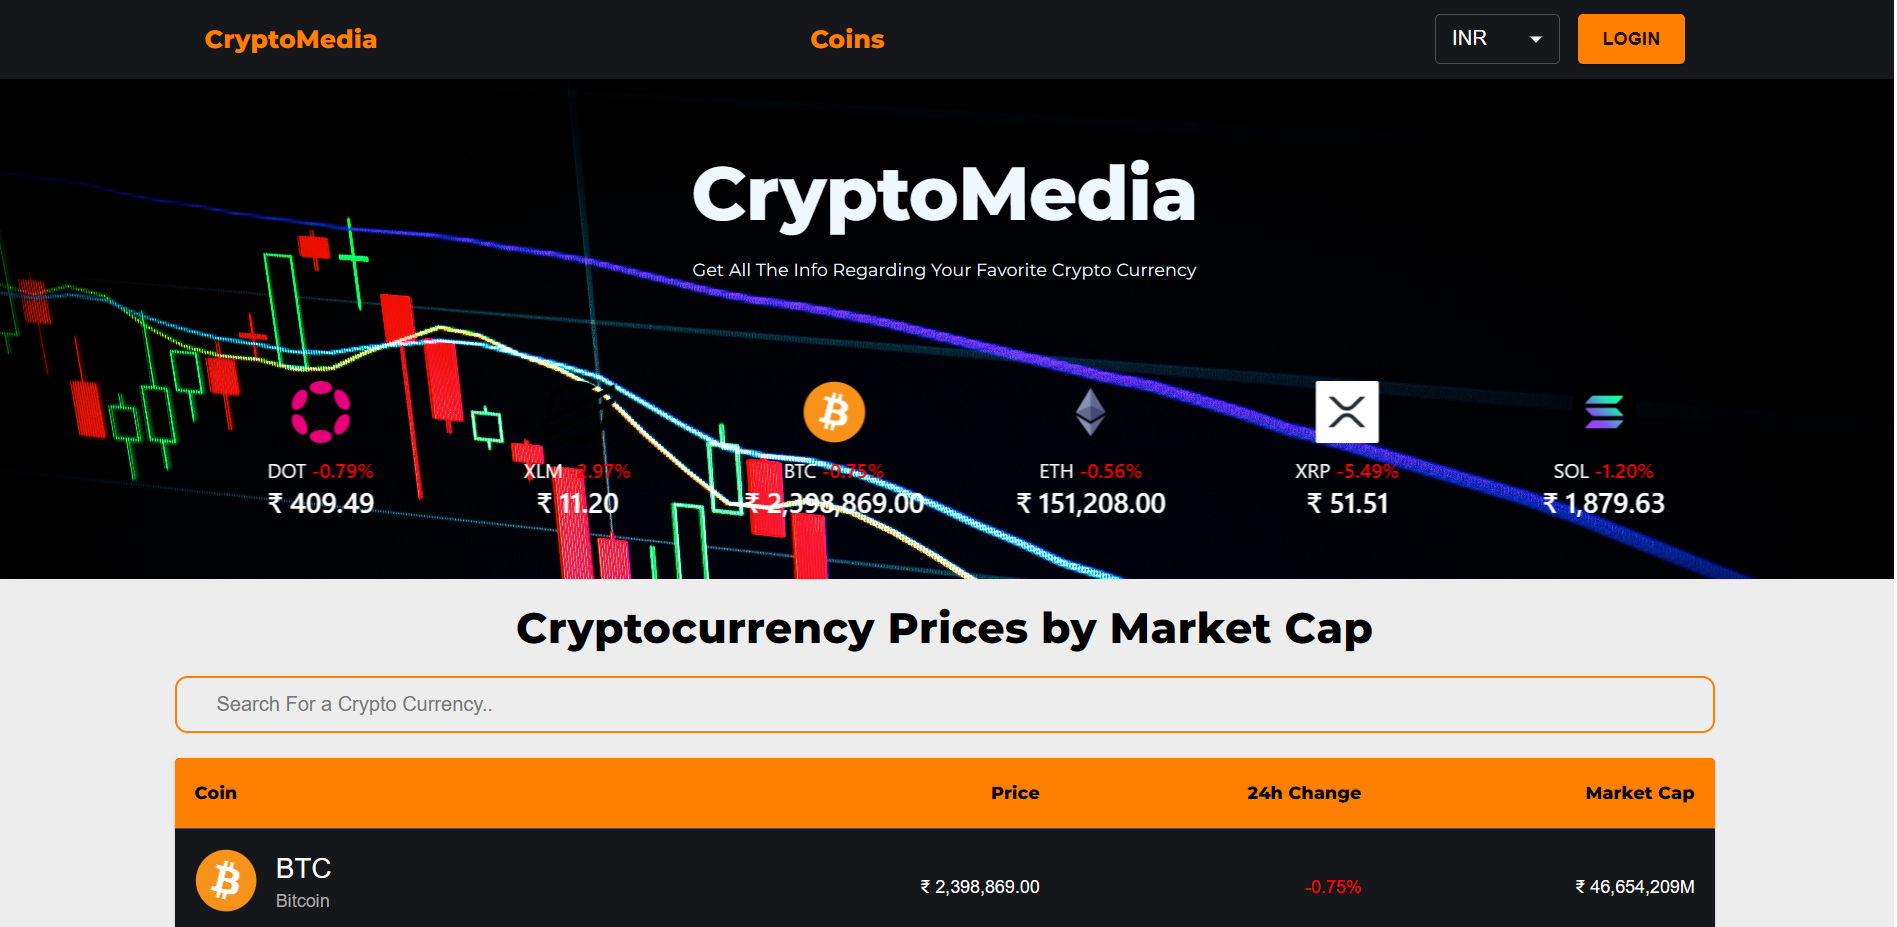 CryptoMedia
Coins
INR
LOGIN
CryptoMedia
Get All The Info Regarding Your Favorite Crypto Currency
DOT -0.79%
₹ 409.49
XLM -2.97%
₹ 11.20
BTC -0.75%
₹ 2,398,869.00
ETH -0.56%
₹ 151,208.00
XRP -5.49%
₹ 51.51
SOL -1.20%
₹ 1,879.63
Cryptocurrency Prices by Market Cap
Search For a Crypto Currency..
Coin Price 24h Change Market Cap
BTC
Bitcoin
₹ 2,398,869.00 -0.75% ₹ 46,654,209M